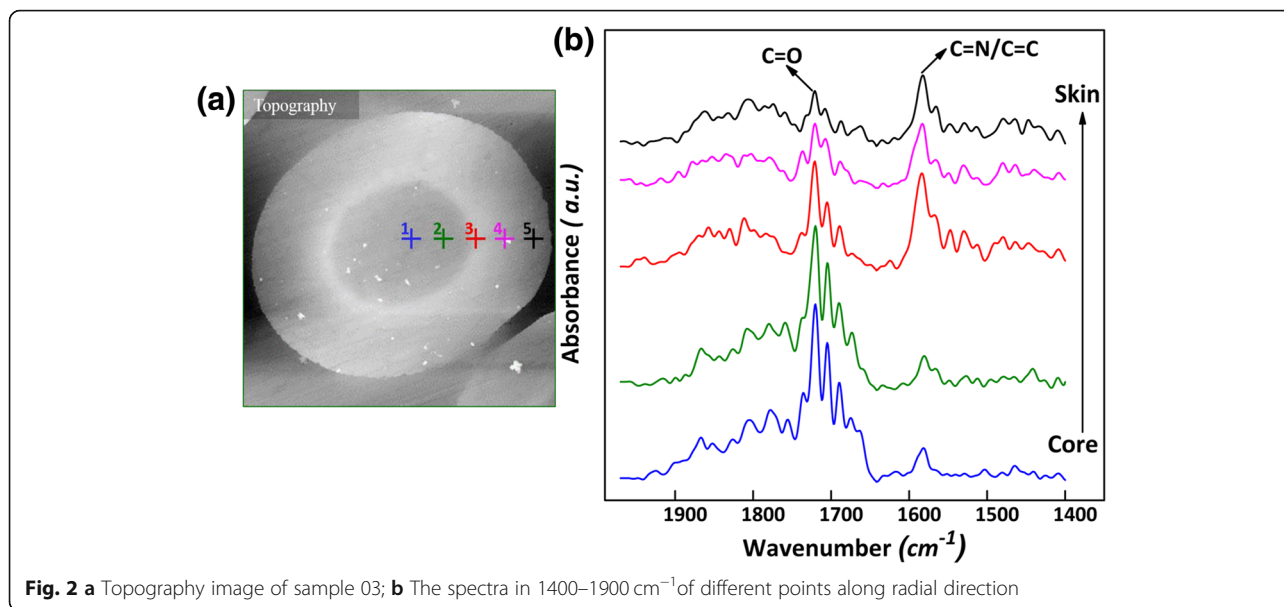 (a)
Topography
1 2 3 4 5
(b)
C=O
C=N/C=C
Skin
Core
Absorbance ( a.u.)
1900 1800 1700 1600 1500 1400
Wavenumber (cm⁻¹)
Fig. 2 a Topography image of sample 03; b The spectra in 1400–1900 cm⁻¹of different points along radial direction